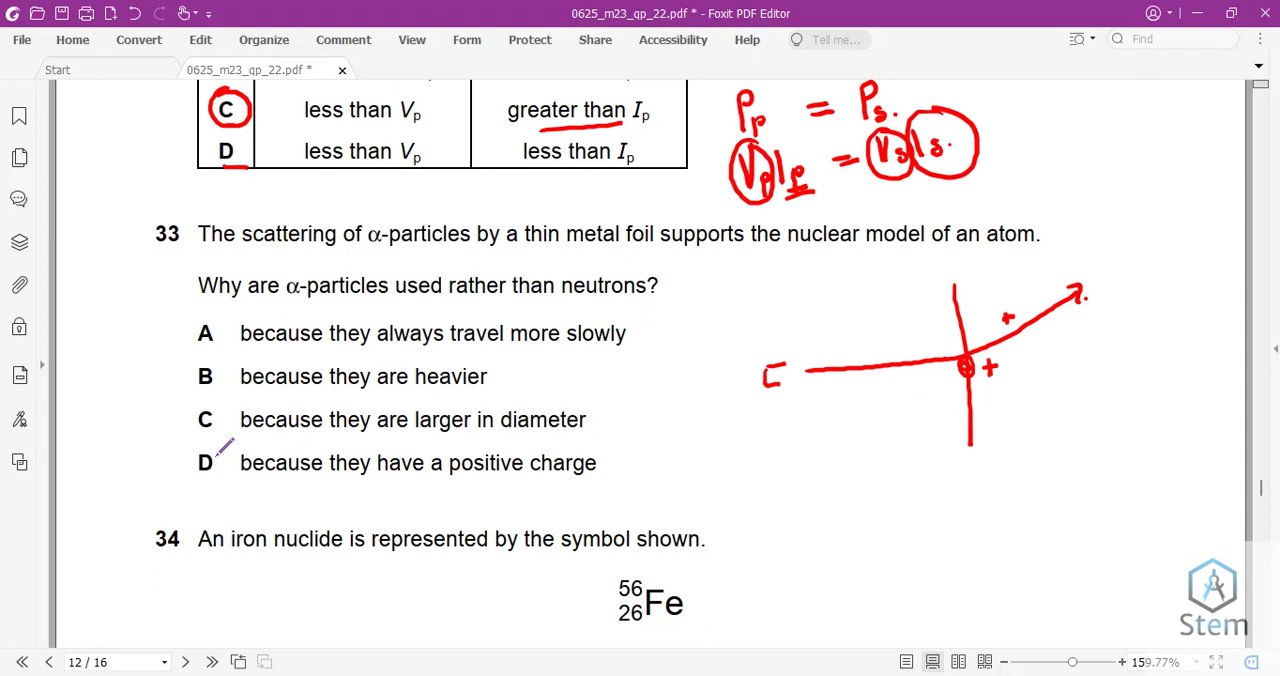 0625_m23_qp_22.pdf * - Foxit PDF Editor
File Home Convert Edit Organize Comment View Form Protect Share Accessibility Help Tell me... Find
Start 0625_m23_qp_22.pdf *
C less than Vp greater than Ip
D less than Vp less than Ip
Pp = Ps.
VpIp = VsIs.
33 The scattering of α-particles by a thin metal foil supports the nuclear model of an atom.
Why are α-particles used rather than neutrons?
A because they always travel more slowly
B because they are heavier
C because they are larger in diameter
D because they have a positive charge
+
+
34 An iron nuclide is represented by the symbol shown.
56
26 Fe
Stem
12 / 16 159.77%